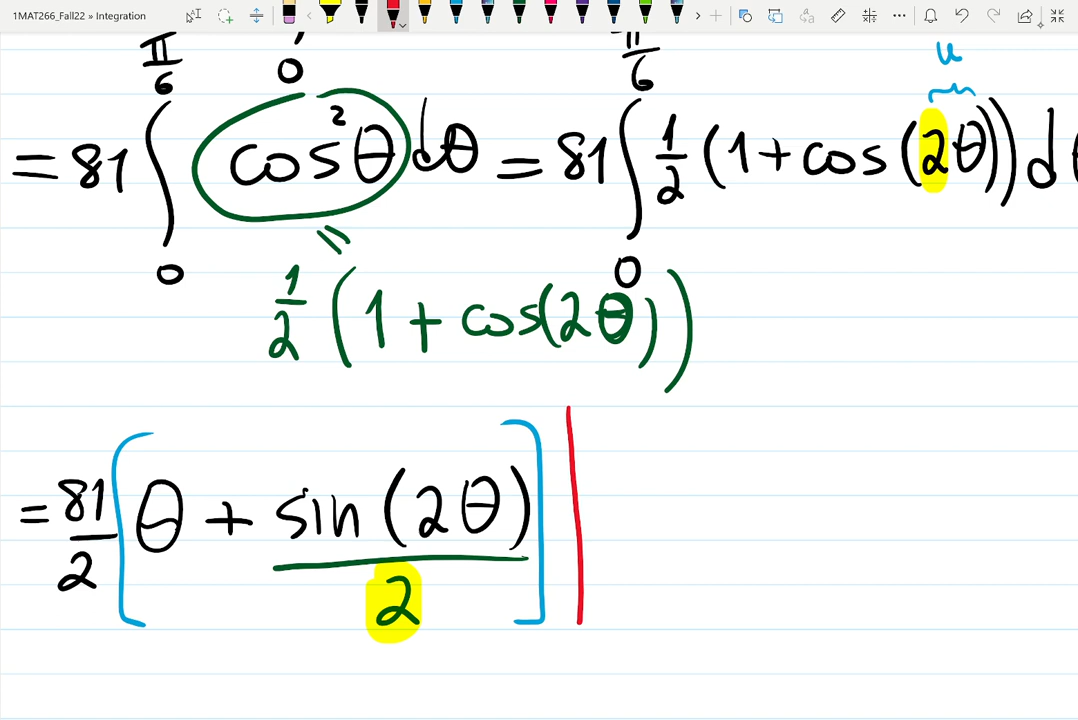 1MAT266_Fall22 » Integration
π/6 0 π/6 u
= 81 ∫ cos²θ dθ = 81 ∫ 1/2 (1 + cos(2θ)) d
0 = 0
1/2 (1 + cos(2θ))
= 81/2 [θ + sin(2θ)/2] |